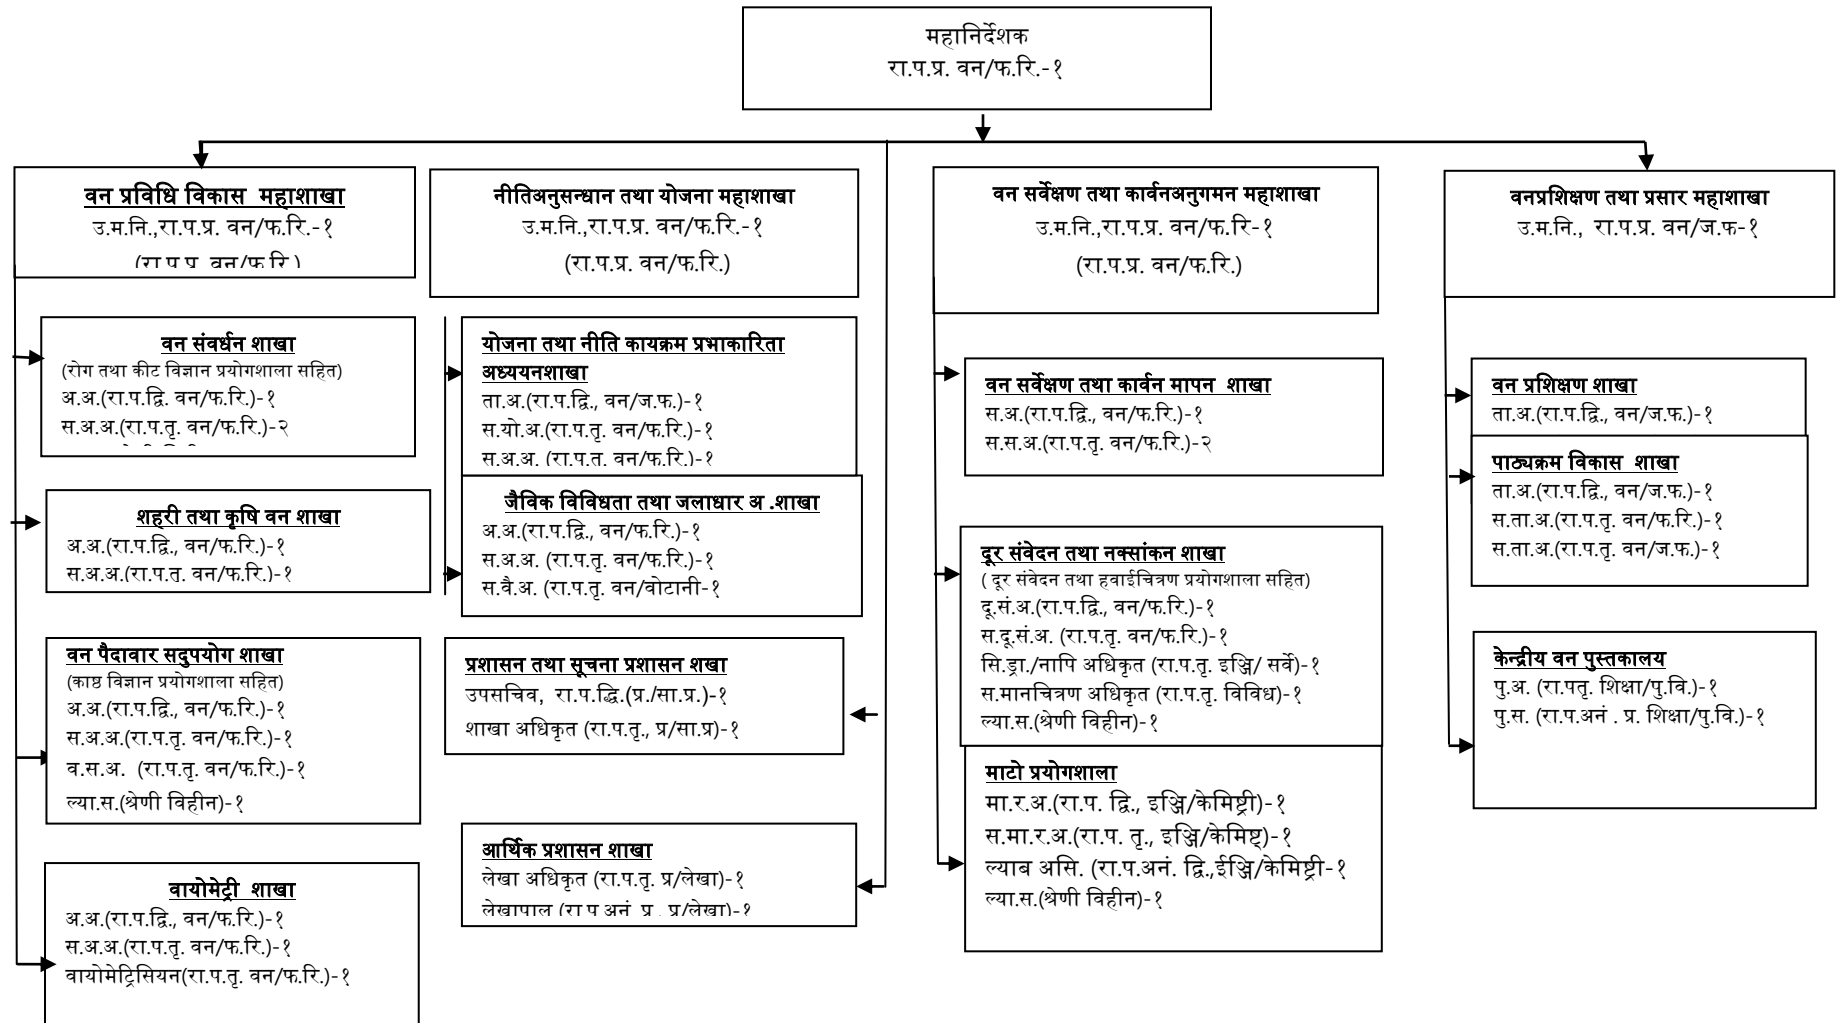 महानिर्देशक
रा.प.प्र. वन/फ.रि.-१
वन प्रविधि विकास महाशाखा
उ.म.नि.,रा.प.प्र. वन/फ.रि.-१
(रा.प.प्र. वन/फ.रि.)
वन संवर्धन शाखा
(रोग तथा कीट विज्ञान प्रयोगशाला सहित)
अ.अ.(रा.प.द्वि. वन/फ.रि.)-१
स.अ.अ.(रा.प.तृ. वन/फ.रि.)-२
शहरी तथा कृषि वन शाखा
अ.अ.(रा.प.द्वि., वन/फ.रि.)-१
स.अ.अ.(रा.प.तृ. वन/फ.रि.)-१
वन पैदावार सदुपयोग शाखा
(काष्ठ विज्ञान प्रयोगशाला सहित)
अ.अ.(रा.प.द्वि., वन/फ.रि.)-१
स.अ.अ.(रा.प.तृ. वन/फ.रि.)-१
व.स.अ. (रा.प.तृ. वन/फ.रि.)-१
ल्या.स.(श्रेणी विहीन)-१
वायोमेट्री शाखा
अ.अ.(रा.प.द्वि., वन/फ.रि.)-१
स.अ.अ.(रा.प.तृ. वन/फ.रि.)-१
वायोमेट्रिसियन(रा.प.तृ. वन/फ.रि.)-१
नीतिअनुसन्धान तथा योजना महाशाखा
उ.म.नि.,रा.प.प्र. वन/फ.रि.-१
(रा.प.प्र. वन/फ.रि.)
योजना तथा नीति कायक्रम प्रभाकारिता
अध्ययनशाखा
ता.अ.(रा.प.द्वि., वन/ज.फ.)-१
स.यो.अ.(रा.प.तृ. वन/फ.रि.)-१
स.अ.अ. (रा.प.तृ. वन/फ.रि.)-१
जैविक विविधता तथा जलाधार अ .शाखा
अ.अ.(रा.प.द्वि., वन/फ.रि.)-१
स.अ.अ. (रा.प.तृ. वन/फ.रि.)-१
स.वै.अ. (रा.प.तृ. वन/वोटानी-१
प्रशासन तथा सूचना प्रशासन शखा
उपसचिव, रा.प.द्धि.(प्र./सा.प्र.)-१
शाखा अधिकृत (रा.प.तृ., प्र/सा.प्र)-१
आर्थिक प्रशासन शाखा
लेखा अधिकृत (रा.प.तृ. प्र/लेखा)-१
लेखापाल (रा.प.अनं. प्र., प्र/लेखा)-१
वन सर्वेक्षण तथा कार्वनअनुगमन महाशाखा
उ.म.नि.,रा.प.प्र. वन/फ.रि-१
(रा.प.प्र. वन/फ.रि.)
वन सर्वेक्षण तथा कार्वन मापन शाखा
स.अ.(रा.प.द्वि., वन/फ.रि.)-१
स.स.अ.(रा.प.तृ. वन/फ.रि.)-२
दूर संवेदन तथा नक्सांकन शाखा
( दूर संवेदन तथा हवाईचित्रण प्रयोगशाला सहित)
दू.सं.अ.(रा.प.द्वि., वन/फ.रि.)-१
स.दू.सं.अ. (रा.प.तृ. वन/फ.रि.)-१
सि.ड्रा./नापि अधिकृत (रा.प.तृ. इञ्जि/ सर्वे)-१
स.मानचित्रण अधिकृत (रा.प.तृ. विविध)-१
ल्या.स.(श्रेणी विहीन)-१
माटो प्रयोगशाला
मा.र.अ.(रा.प. द्वि., इञ्जि/केमिष्ट्री)-१
स.मा.र.अ.(रा.प. तृ., इञ्जि/केमिष्ट्)-१
ल्याब असि. (रा.प.अनं. द्वि.,ईञ्जि/केमिष्ट्री-१
ल्या.स.(श्रेणी विहीन)-१
वनप्रशिक्षण तथा प्रसार महाशाखा
उ.म.नि., रा.प.प्र. वन/ज.फ-१
वन प्रशिक्षण शाखा
ता.अ.(रा.प.द्वि., वन/ज.फ.)-१
पाठ्यक्रम विकास शाखा
ता.अ.(रा.प.द्वि., वन/ज.फ.)-१
स.ता.अ.(रा.प.तृ. वन/फ.रि.)-१
स.ता.अ.(रा.प.तृ. वन/ज.फ.)-१
केन्द्रीय वन पुस्तकालय
पु.अ. (रा.पतृ. शिक्षा/पु.वि.)-१
पु.स. (रा.प.अनं . प्र. शिक्षा/पु.वि.)-१